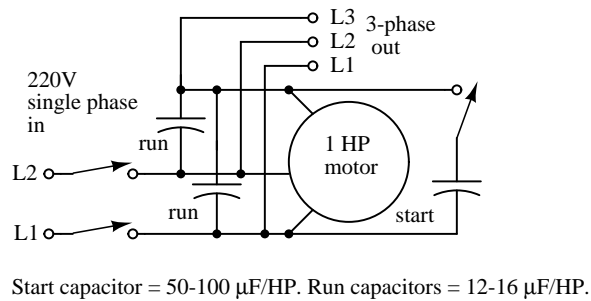 L3 3-phase
L2 out
L1
220V
single phase
in
run
1 HP
motor
L2
run
start
L1
Start capacitor = 50-100 μF/HP. Run capacitors = 12-16 μF/HP.